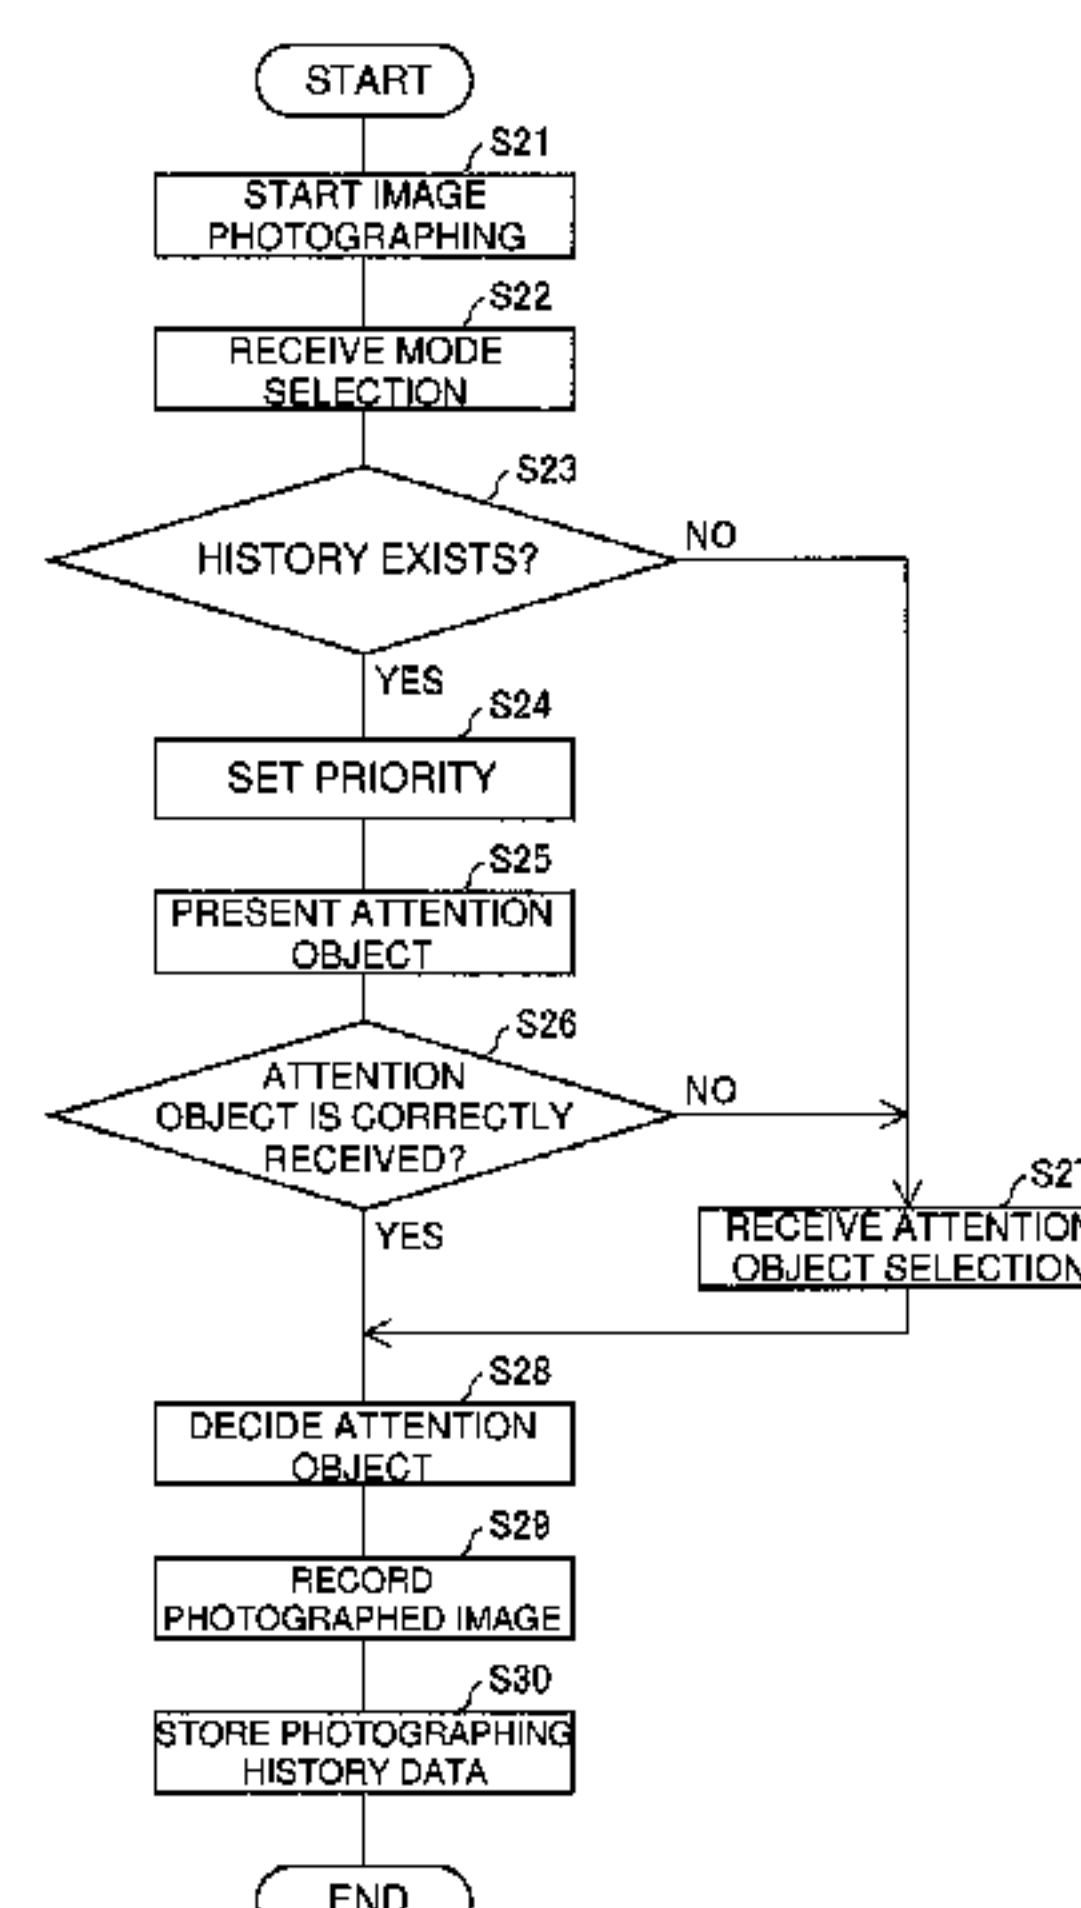 START
S21
START IMAGE
PHOTOGRAPHING
S22
RECEIVE MODE
SELECTION
S23
HISTORY EXISTS?
NO
YES
S24
SET PRIORITY
S25
PRESENT ATTENTION
OBJECT
S26
ATTENTION
OBJECT IS CORRECTLY
RECEIVED?
NO
YES
S27
RECEIVE ATTENTION
OBJECT SELECTION
S28
DECIDE ATTENTION
OBJECT
S29
RECORD
PHOTOGRAPHED IMAGE
S30
STORE PHOTOGRAPHING
HISTORY DATA
END